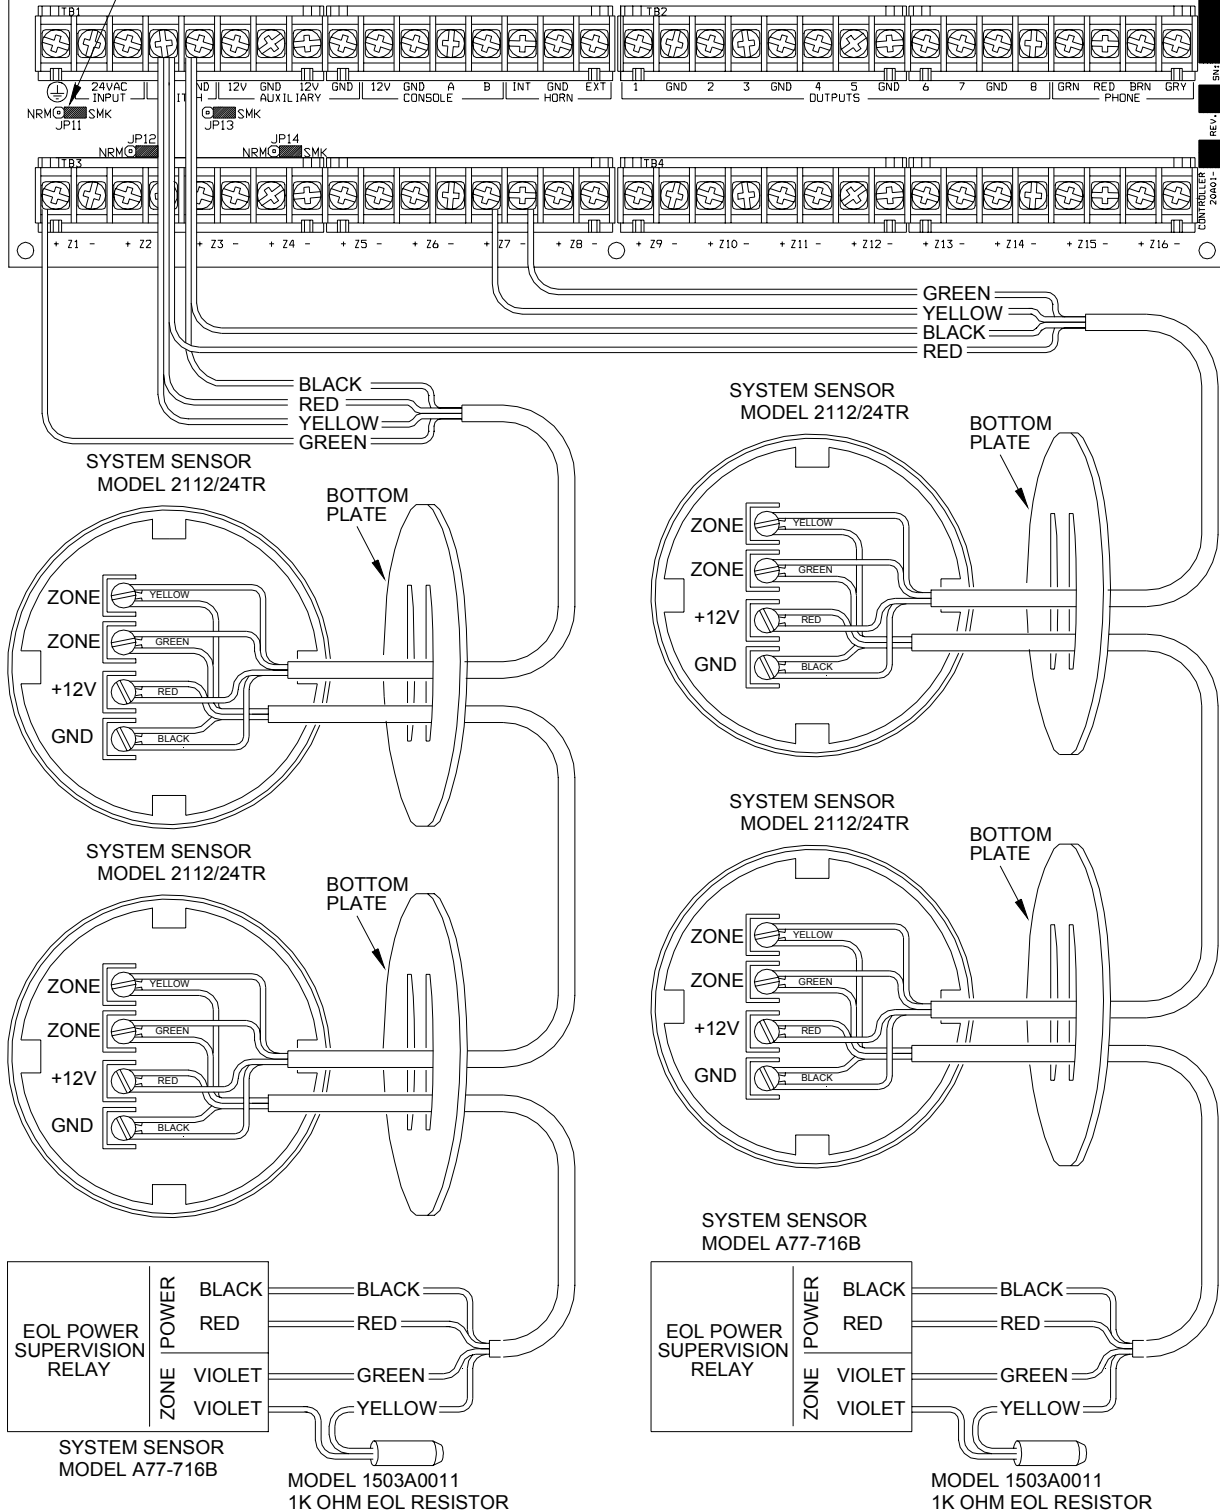 TB1 TB2
24VAC 12V GND 12V GND 12V GND A B INT GND EXT 1 GND 2 3 GND 4 5 GND 6 7 GND 8 GRN RED BRN GRY
INPUT AUXILIARY CONSOLE HORN OUTPUTS PHONE
SN:
NRM SMK
JP11
SMK
JP13
JP12
NRM
JP14
NRM SMK
REV.
TB3 TB4
CONTROLLER
20A01-
+ Z1 - + Z2 + Z3 - + Z4 - + Z5 - + Z6 - + Z7 - + Z8 - + Z9 - + Z10 - + Z11 - + Z12 - + Z13 - + Z14 - + Z15 - + Z16 -
GREEN
YELLOW
BLACK
RED
BLACK
RED
YELLOW
GREEN
SYSTEM SENSOR
MODEL 2112/24TR
BOTTOM
PLATE
ZONE YELLOW
ZONE GREEN
+12V RED
GND BLACK
SYSTEM SENSOR
MODEL 2112/24TR
BOTTOM
PLATE
ZONE YELLOW
ZONE GREEN
+12V RED
GND BLACK
SYSTEM SENSOR
MODEL 2112/24TR
BOTTOM
PLATE
ZONE YELLOW
ZONE GREEN
+12V RED
GND BLACK
SYSTEM SENSOR
MODEL 2112/24TR
BOTTOM
PLATE
ZONE YELLOW
ZONE GREEN
+12V RED
GND BLACK
EOL POWER
SUPERVISION
RELAY
POWER
ZONE
BLACK BLACK
RED RED
VIOLET GREEN
VIOLET YELLOW
SYSTEM SENSOR
MODEL A77-716B
MODEL 1503A0011
1K OHM EOL RESISTOR
SYSTEM SENSOR
MODEL A77-716B
EOL POWER
SUPERVISION
RELAY
POWER
ZONE
BLACK BLACK
RED RED
VIOLET GREEN
VIOLET YELLOW
MODEL 1503A0011
1K OHM EOL RESISTOR